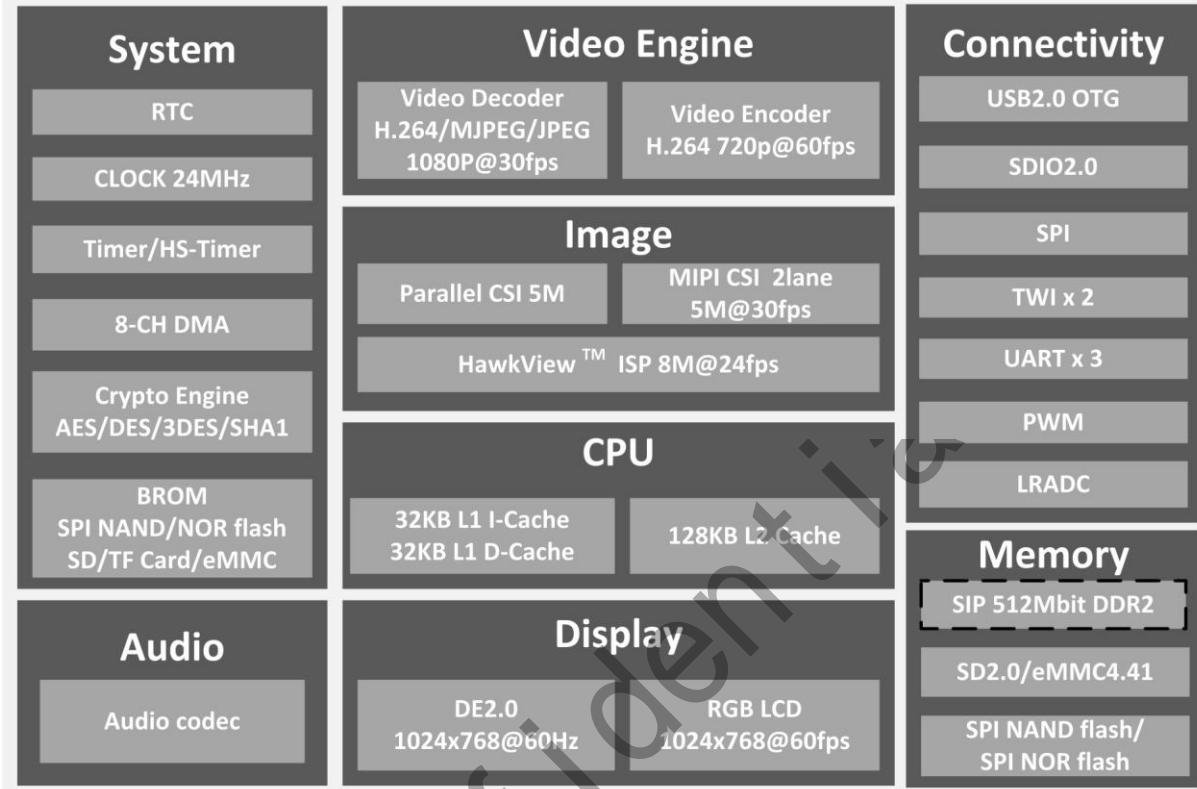 System
RTC
CLOCK 24MHz
Timer/HS-Timer
8-CH DMA
Crypto Engine
AES/DES/3DES/SHA1
BROM
SPI NAND/NOR flash
SD/TF Card/eMMC
Audio
Audio codec
Video Engine
Video Decoder
H.264/MJPEG/JPEG
1080P@30fps
Video Encoder
H.264 720p@60fps
Image
Parallel CSI 5M
MIPI CSI 2lane
5M@30fps
HawkView TM ISP 8M@24fps
CPU
32KB L1 I-Cache
32KB L1 D-Cache
128KB L2 Cache
Display
DE2.0
1024x768@60Hz
RGB LCD
1024x768@60fps
Connectivity
USB2.0 OTG
SDIO2.0
SPI
TWI x 2
UART x 3
PWM
LRADC
Memory
SIP 512Mbit DDR2
SD2.0/eMMC4.41
SPI NAND flash/
SPI NOR flash
fidentia